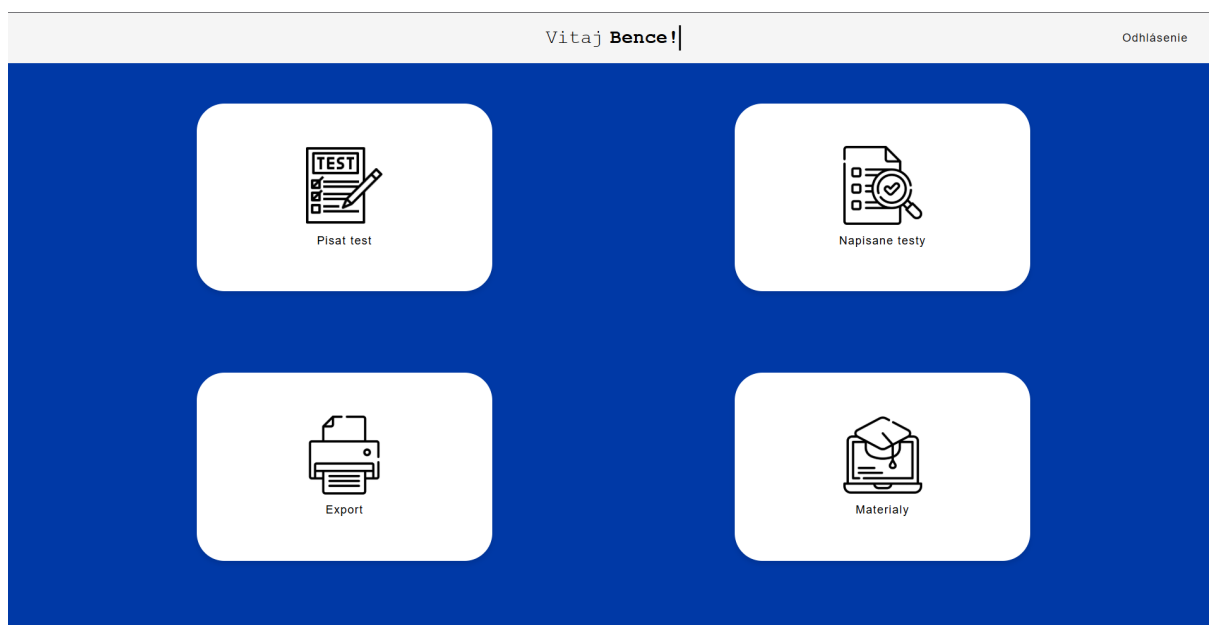 Vitaj Bence!
Odhlásenie
TEST
Pisat test
Napisane testy
Export
Materialy